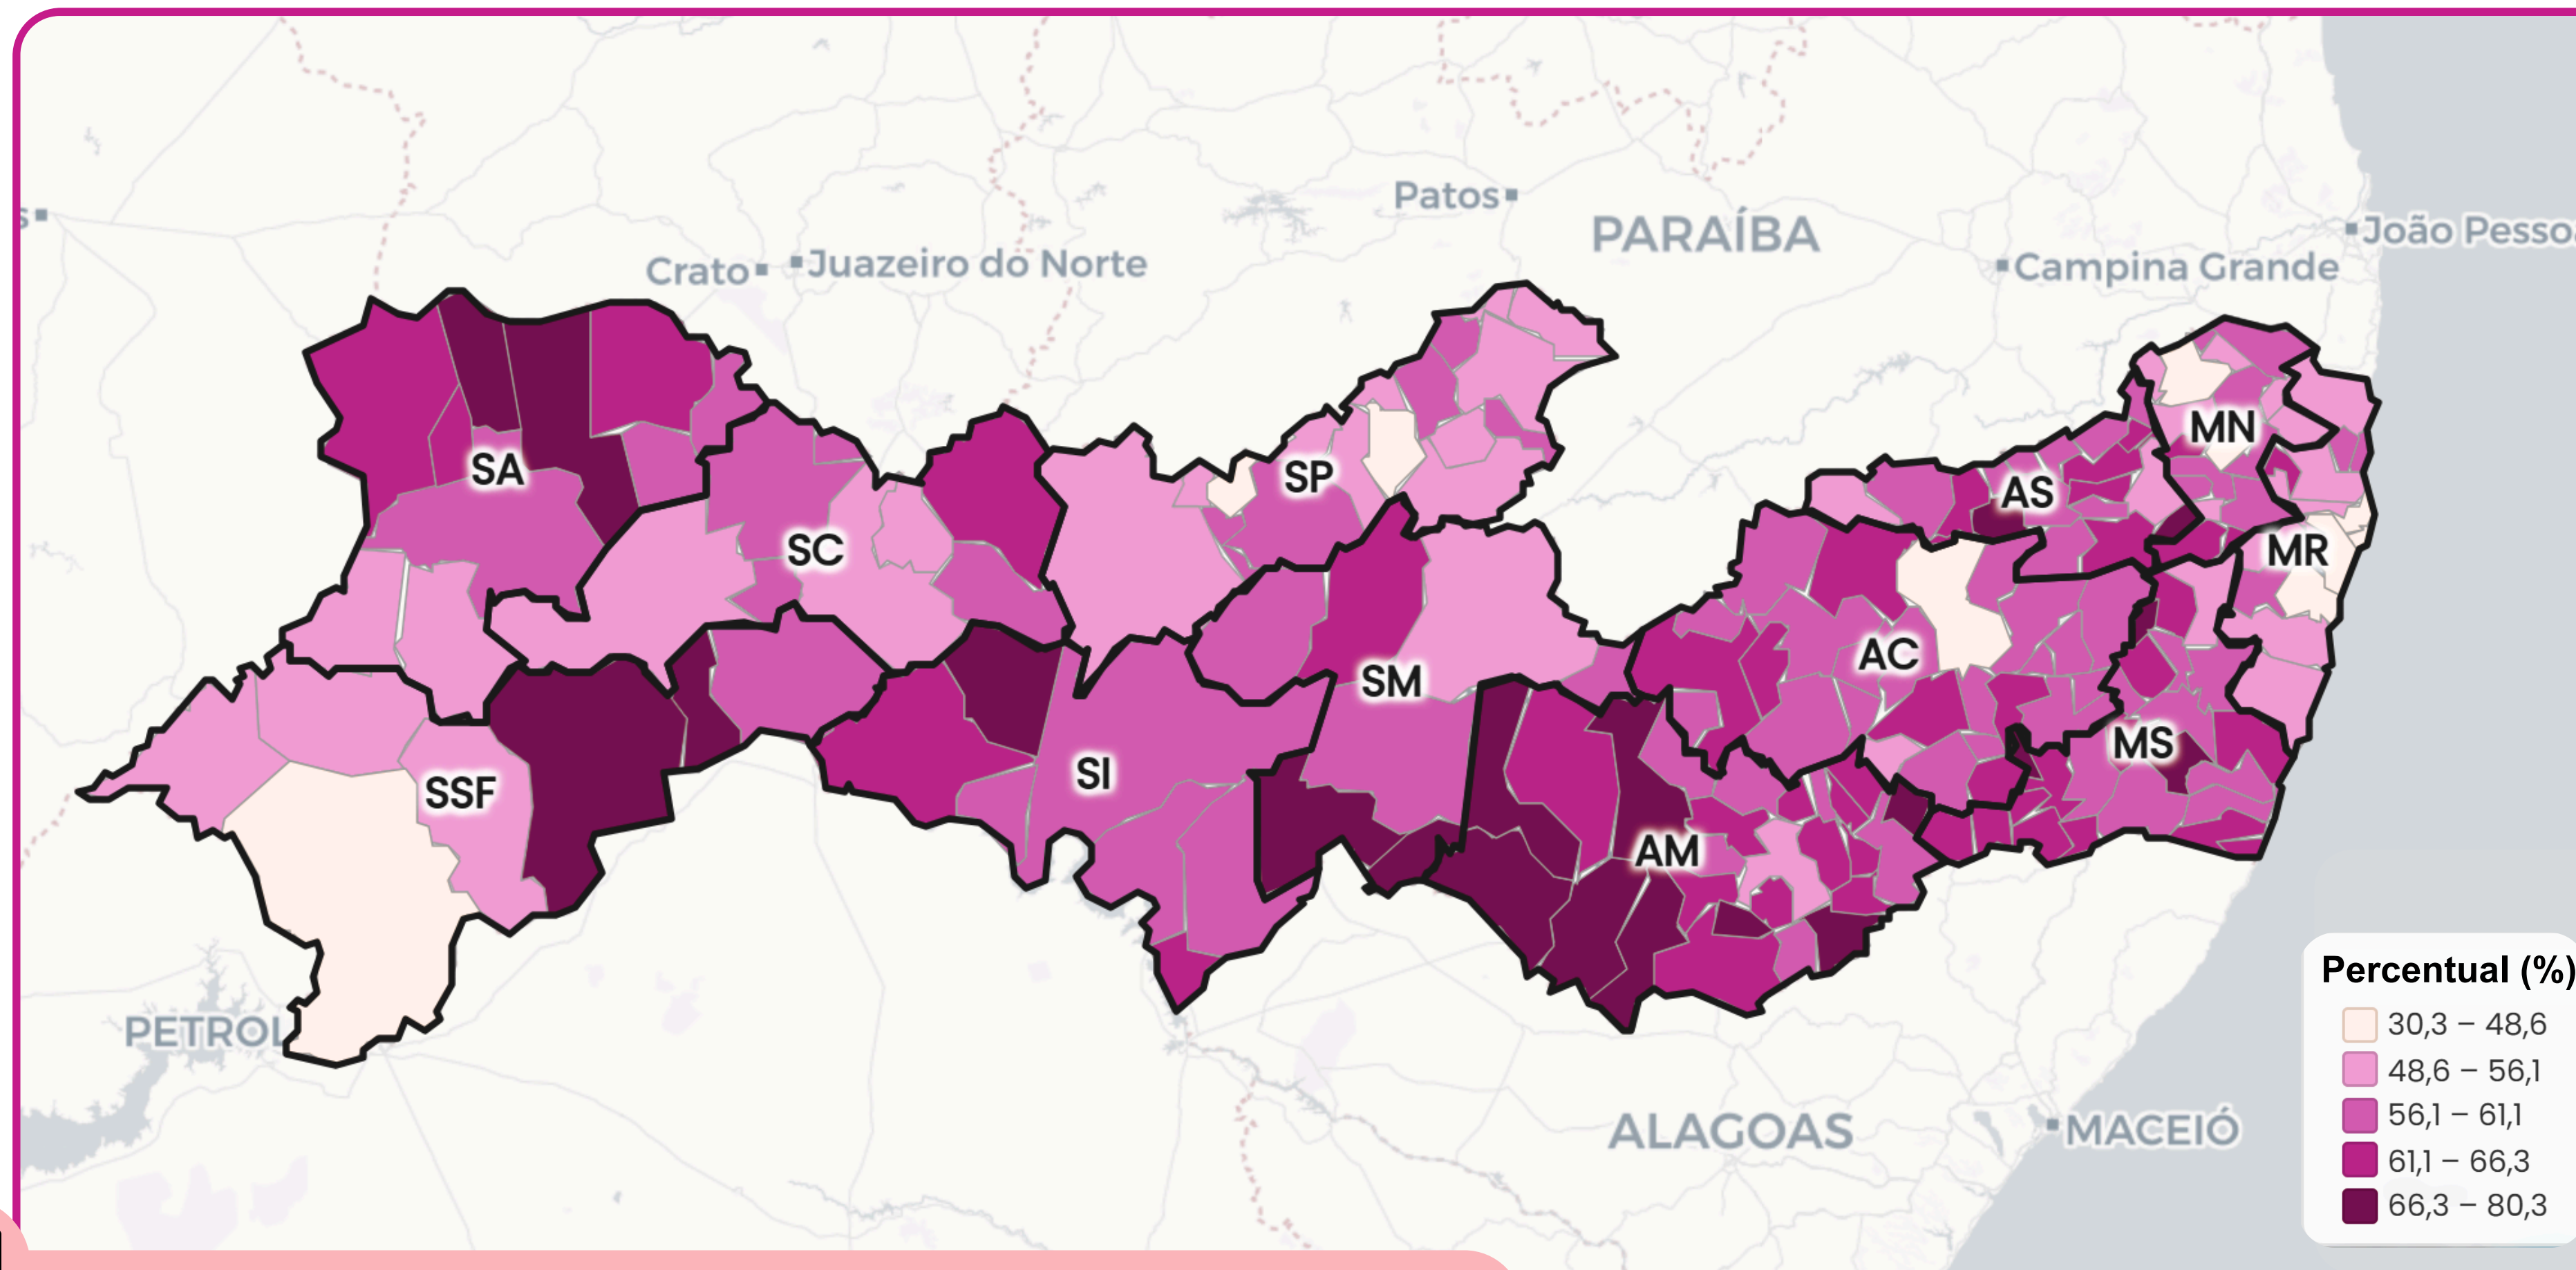 Patos
PARAÍBA
João Pesso
Crato
Juazeiro do Norte
Campina Grande
SA
SP
MN
AS
SC
MR
AC
SM
MS
SI
SSF
AM
PETROL
ALAGOAS
MACEIÓ
Percentual (%)
30,3 – 48,6
48,6 – 56,1
56,1 – 61,1
61,1 – 66,3
66,3 – 80,3